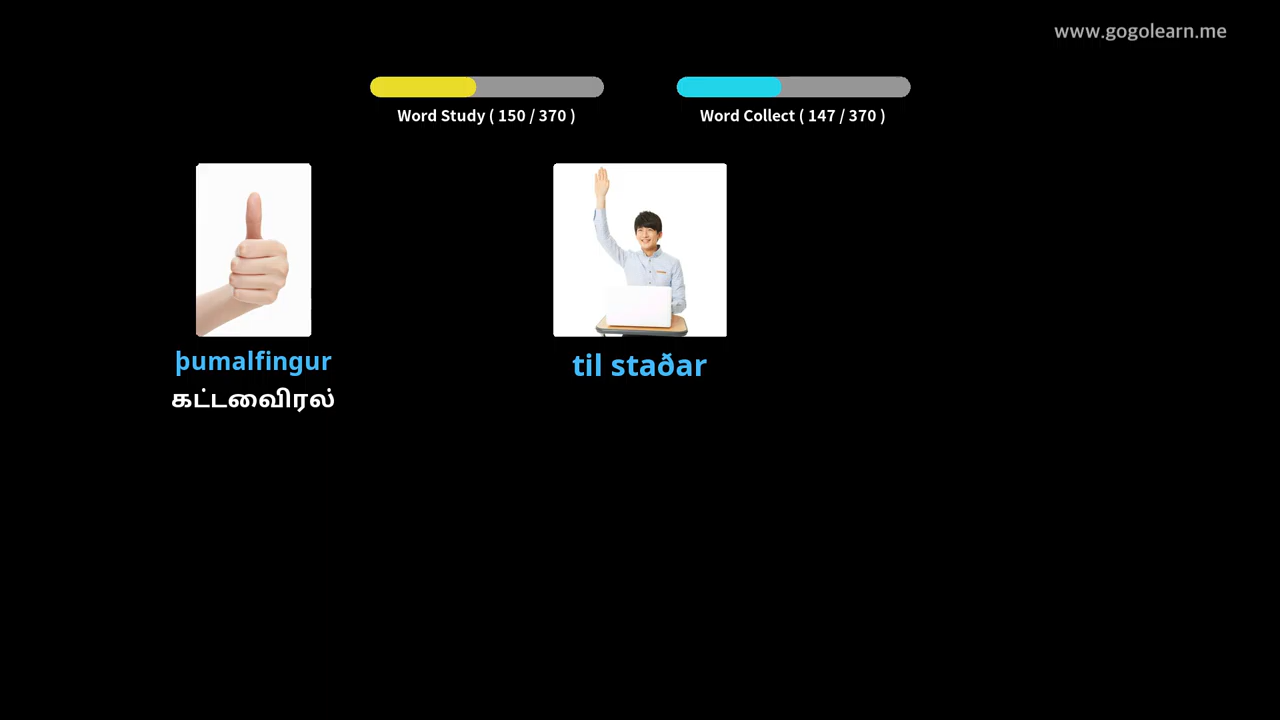 www.gogolearn.me
Word Study ( 150 / 370 )
Word Collect ( 147 / 370 )
þumalfingur
கட்டைவிரல்
til staðar